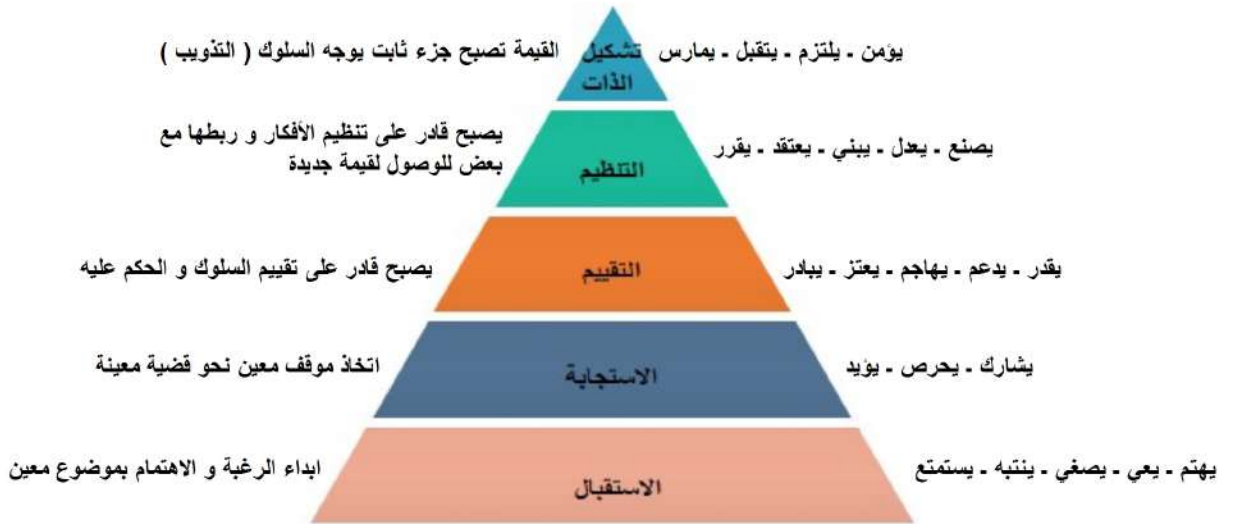 يؤمن - يلتزم - يتقبل - يمارس
تشكيل
الذات
القيمة تصبح جزء ثابت يوجه السلوك ( التذويب )
يصنع - يعدل - يبني - يعتقد - يقرر
التنظيم
يصبح قادر على تنظيم الأفكار و ربطها مع
بعض للوصول لقيمة جديدة
يقدر - يدعم - يهاجم - يعتز - يبادر
التقييم
يصبح قادر على تقييم السلوك و الحكم عليه
يشارك - يحرص - يؤيد
الاستجابة
اتخاذ موقف معين نحو قضية معينة
يهتم - يعي - يصغي - ينتبه - يستمتع
الاستقبال
ابداء الرغبة و الاهتمام بموضوع معين